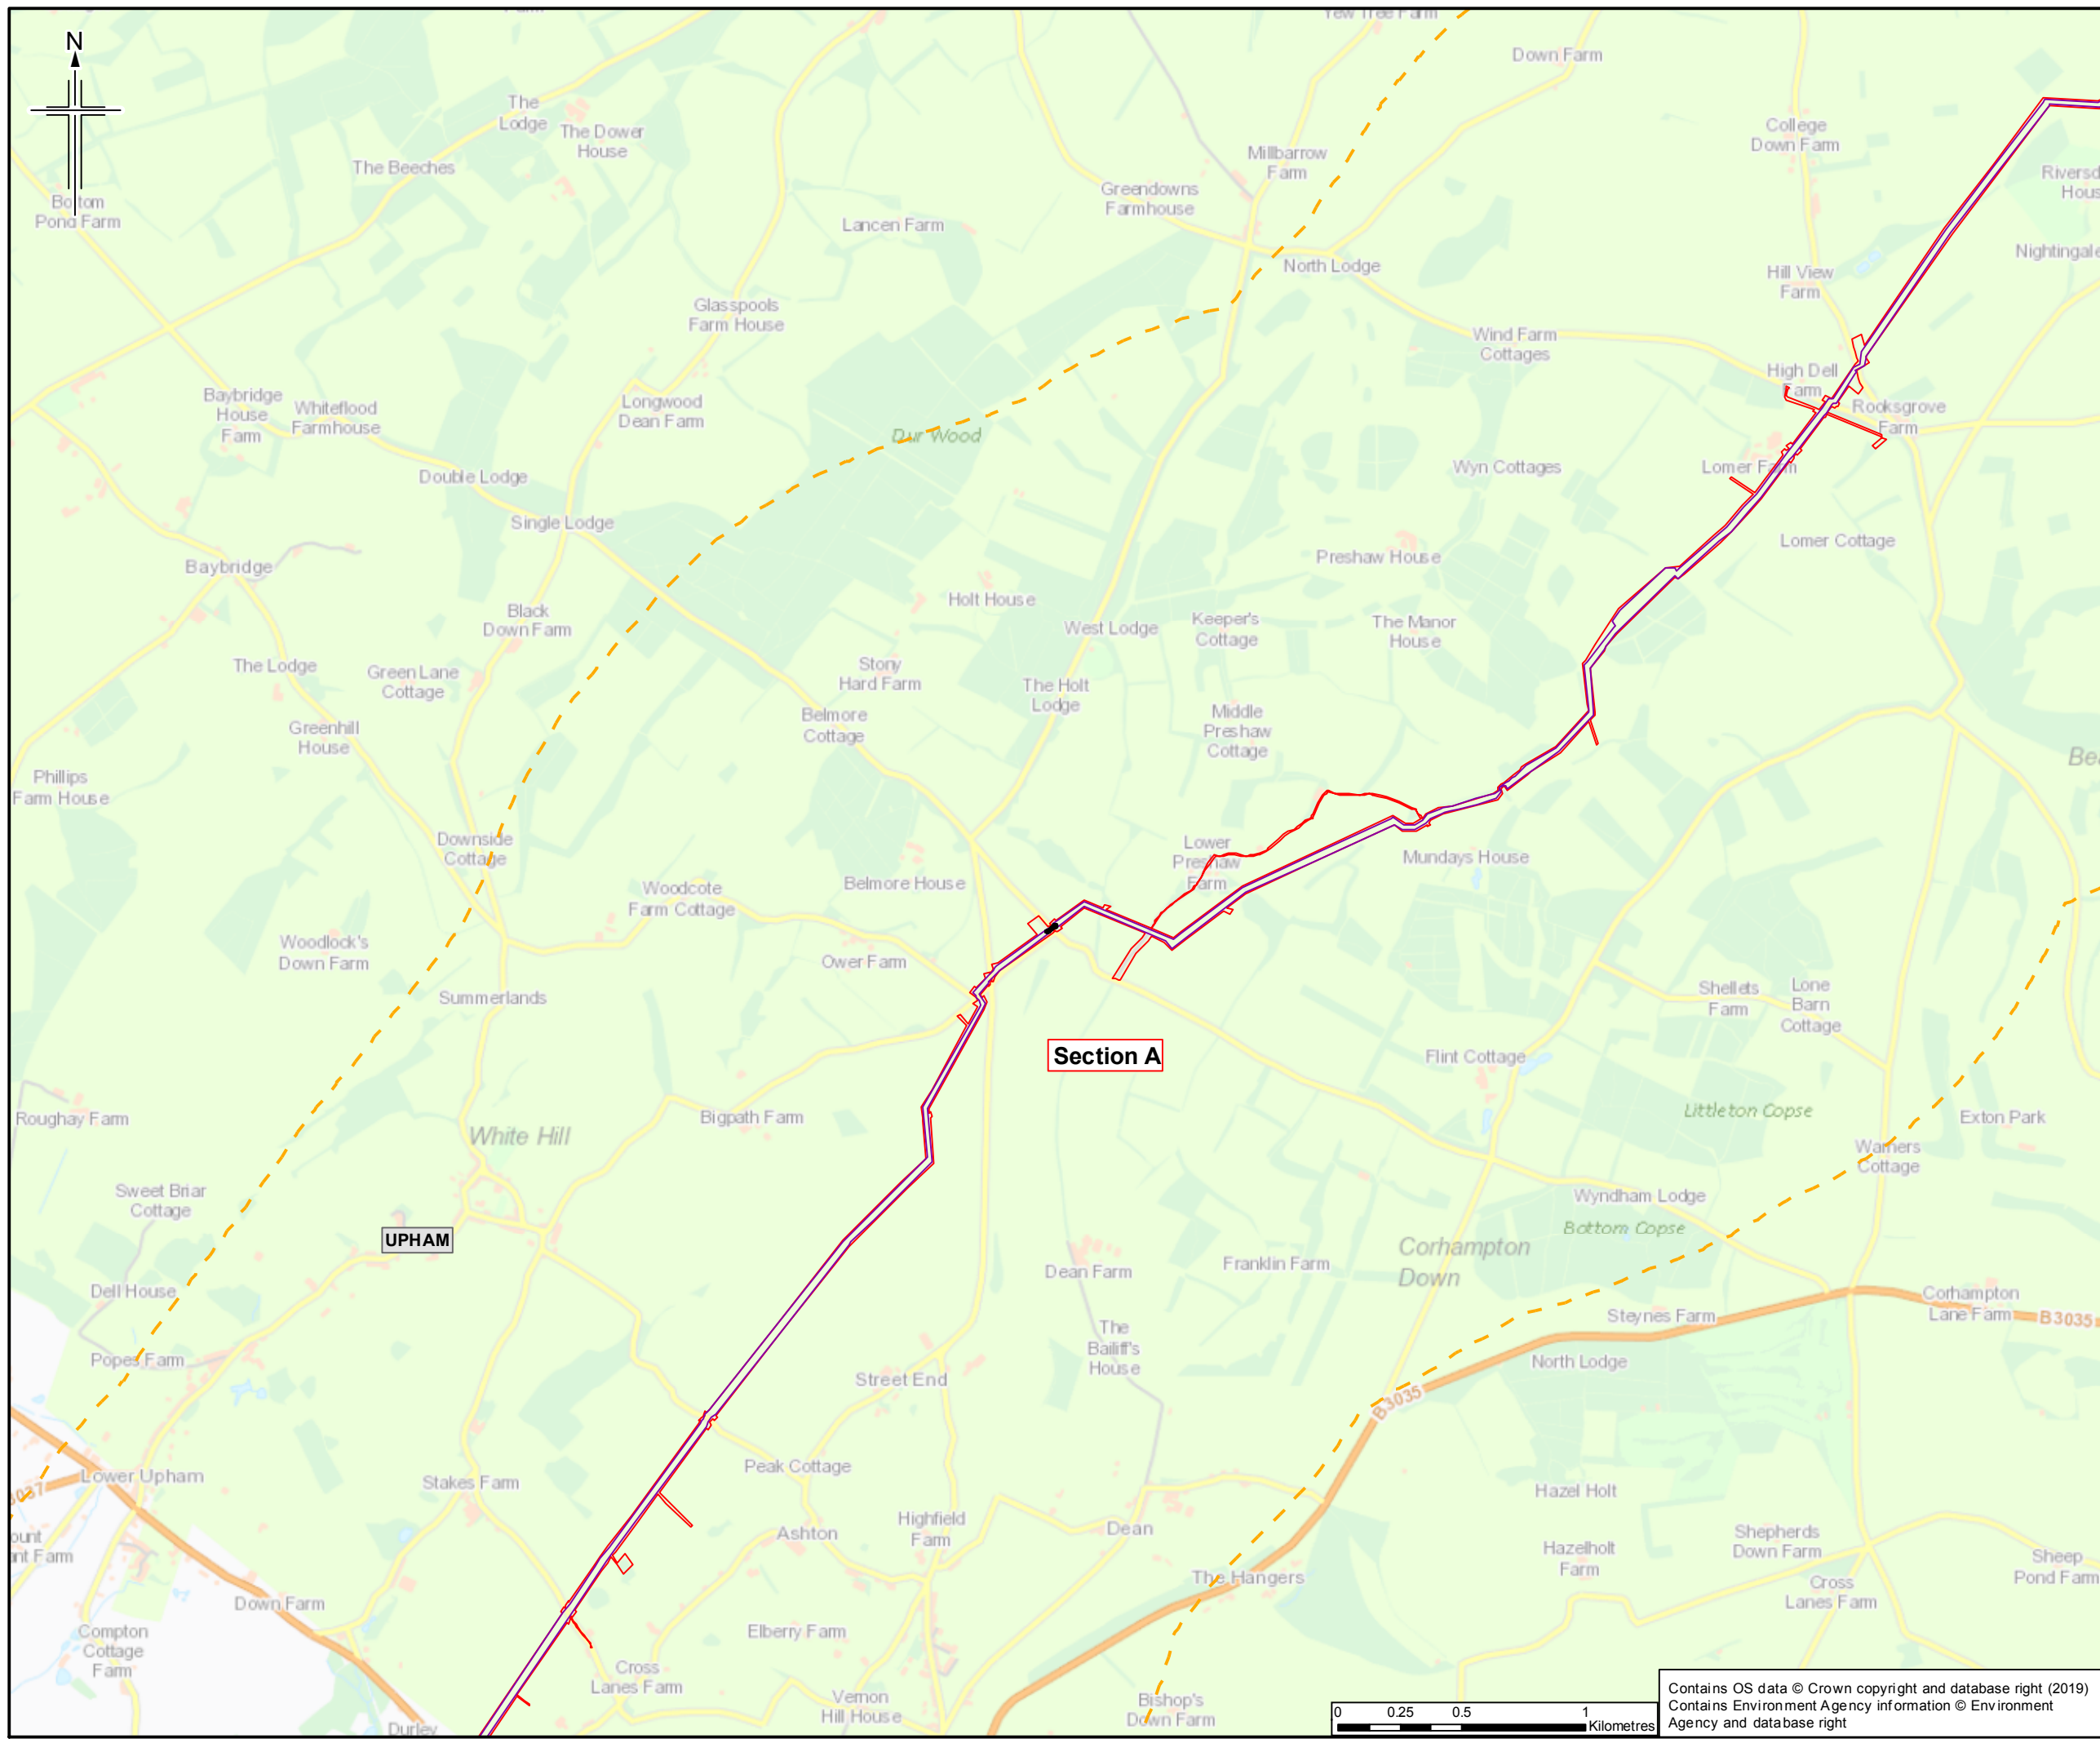 Yew Tree Farm
N
Down Farm
The
Lodge
The Dower
House
College
Down Farm
The Beeches
Millbarrow
Farm
Greendowns
Farmhouse
Bottom
Pond Farm
Lancen Farm
North Lodge
Hill View
Farm
Glasspools
Farm House
Wind Farm
Cottages
High Dell
Farm
Baybridge
House
Farm
Whiteflood
Farmhouse
Longwood
Dean Farm
Rooksgrove
Farm
Dur Wood
Double Lodge
Wyn Cottages
Lomer Farm
Single Lodge
Lomer Cottage
Preshaw House
Baybridge
Holt House
Black
Down Farm
West Lodge
Keeper's
Cottage
The Manor
House
The Lodge
Green Lane
Cottage
Stony
Hard Farm
The Holt
Lodge
Greenhill
House
Belmore
Cottage
Middle
Preshaw
Cottage
Phillips
Farm House
Downside
Cottage
Lower
Preshaw
Farm
Mundays House
Belmore House
Woodcote
Farm Cottage
Woodlock's
Down Farm
Ower Farm
Summerlands
Shellets
Farm
Lone
Barn
Cottage
Section A
Flint Cottage
Roughay Farm
Bigpath Farm
Littleton Copse
Exton Park
White Hill
Warners
Cottage
Sweet Briar
Cottage
Wyndham Lodge
Bottom Copse
UPHAM
Corhampton
Down
Dean Farm
Franklin Farm
Dell House
Corhampton
Lane Farm
B3035
Steynes Farm
The
Bailiff's
House
Popes Farm
North Lodge
Street End
B3035
Lower Upham
Stakes Farm
Peak Cottage
Hazel Holt
Highfield
Farm
Ashton
Dean
Shepherds
Down Farm
Hazelholt
Farm
Sheep
Pond Farm
The Hangers
Cross
Lanes Farm
Down Farm
Compton
Cottage
Farm
Elberry Farm
Cross
Lanes Farm
Vernon
Hill House
Bishop's
Down Farm
Durley
0 0.25 0.5 1
Kilometres
Contains OS data © Crown copyright and database right (2019)
Contains Environment Agency information © Environment
Agency and database right